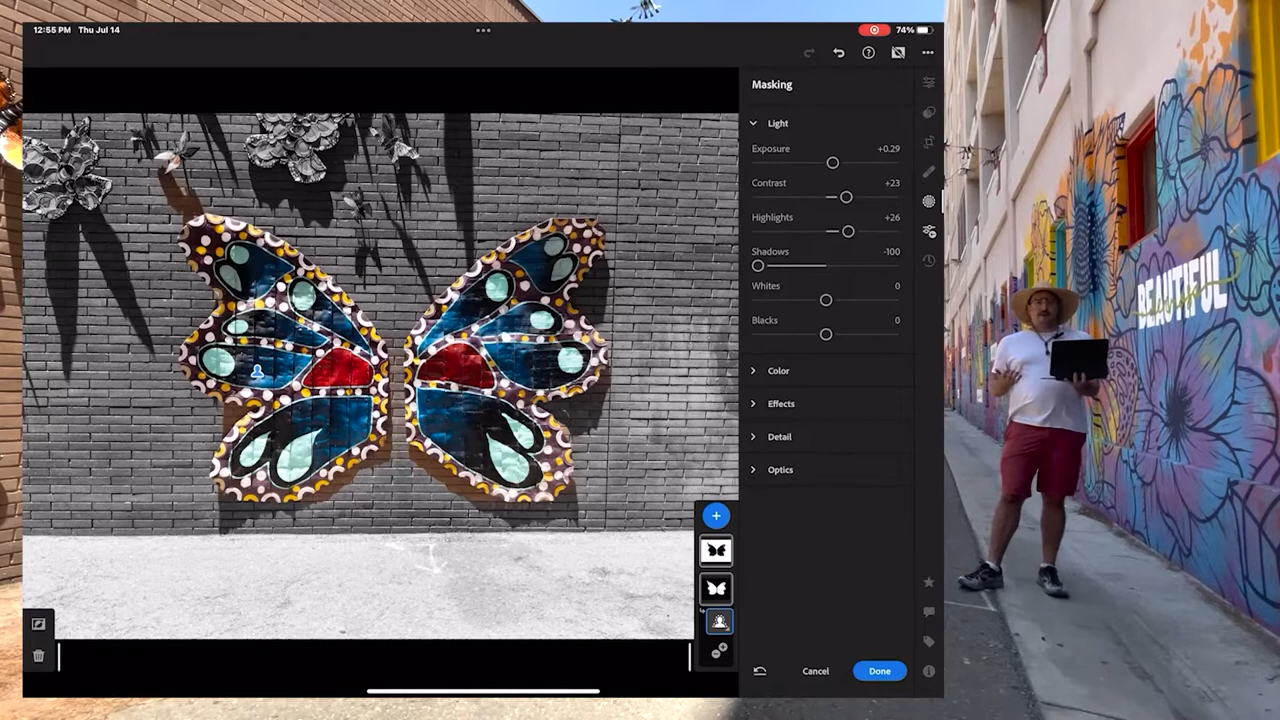 12:55 PM Thu Jul 14
74%
Masking
Light
Exposure +0.29
Contrast +23
Highlights +26
Shadows -100
Whites 0
Blacks 0
Color
Effects
Detail
Optics
Cancel Done
BEAUTIFUL